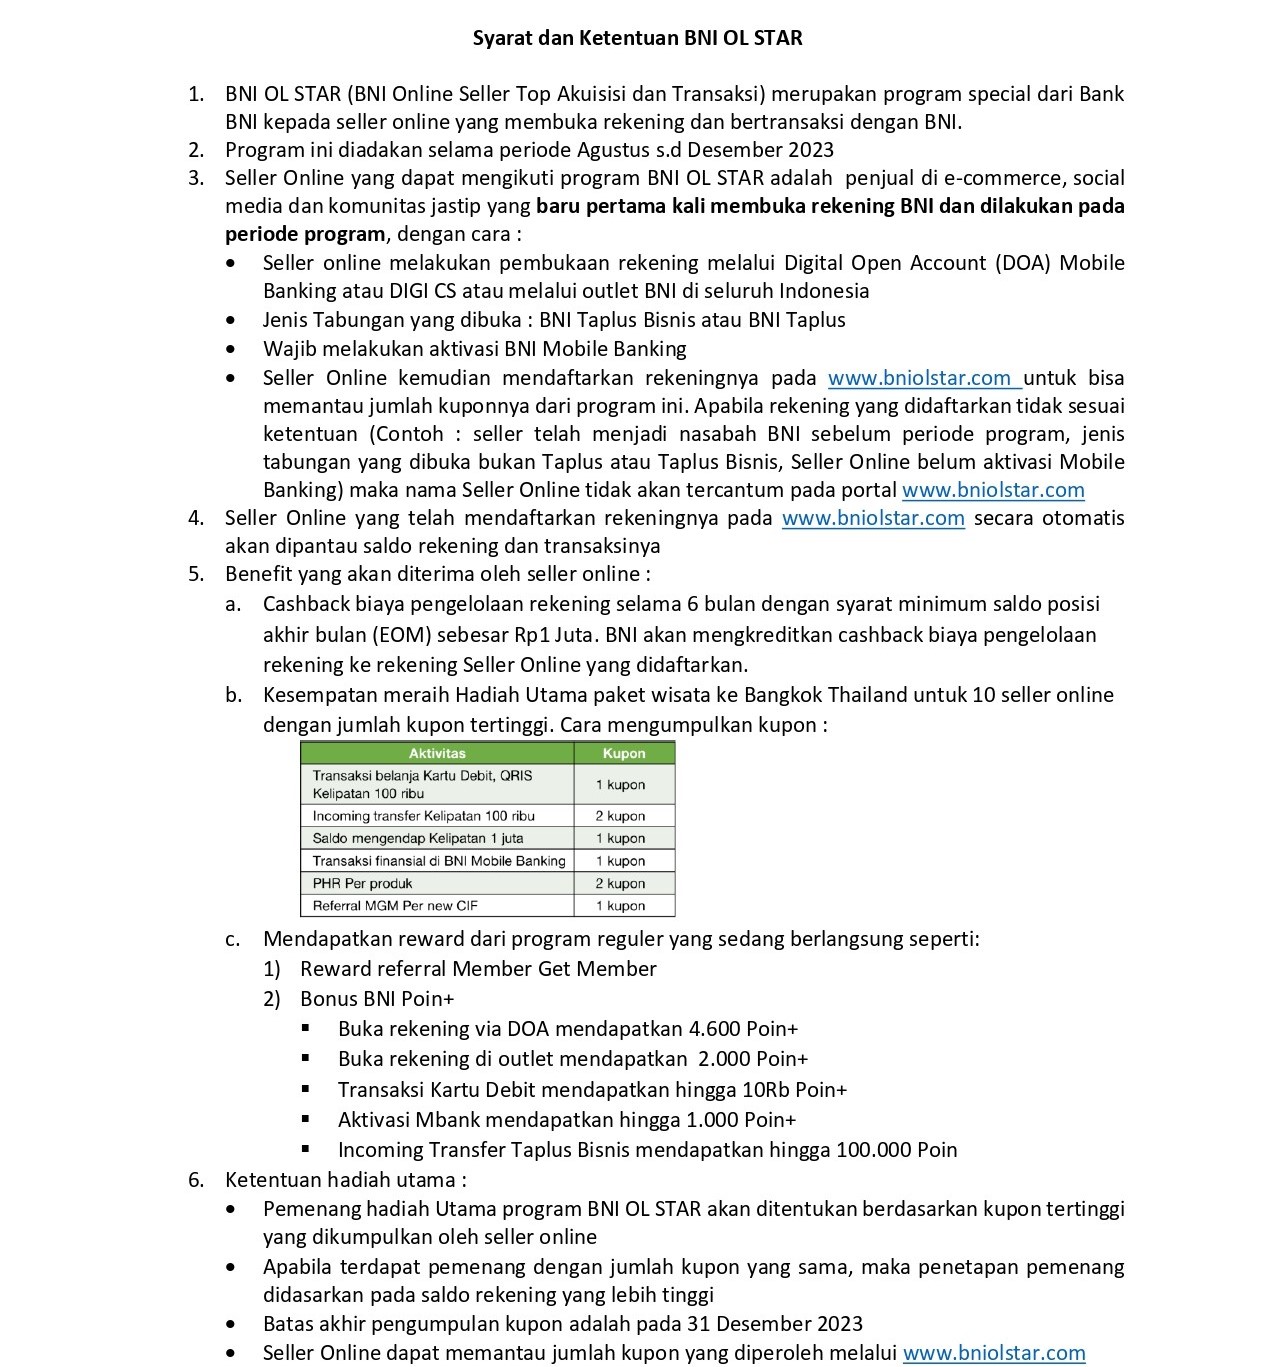 Syarat dan Ketentuan BNI OL STAR
1. BNI OL STAR (BNI Online Seller Top Akuisisi dan Transaksi) merupakan program special dari Bank
BNI kepada seller online yang membuka rekening dan bertransaksi dengan BNI.
2. Program ini diadakan selama periode Agustus s.d Desember 2023
3. Seller Online yang dapat mengikuti program BNI OL STAR adalah penjual di e-commerce, social
media dan komunitas jastip yang baru pertama kali membuka rekening BNI dan dilakukan pada
periode program, dengan cara :
• Seller online melakukan pembukaan rekening melalui Digital Open Account (DOA) Mobile
Banking atau DIGI CS atau melalui outlet BNI di seluruh Indonesia
• Jenis Tabungan yang dibuka : BNI Taplus Bisnis atau BNI Taplus
• Wajib melakukan aktivasi BNI Mobile Banking
• Seller Online kemudian mendaftarkan rekeningnya pada www.bniolstar.com untuk bisa
memantau jumlah kuponnya dari program ini. Apabila rekening yang didaftarkan tidak sesuai
ketentuan (Contoh : seller telah menjadi nasabah BNI sebelum periode program, jenis
tabungan yang dibuka bukan Taplus atau Taplus Bisnis, Seller Online belum aktivasi Mobile
Banking) maka nama Seller Online tidak akan tercantum pada portal www.bniolstar.com
4. Seller Online yang telah mendaftarkan rekeningnya pada www.bniolstar.com secara otomatis
akan dipantau saldo rekening dan transaksinya
5. Benefit yang akan diterima oleh seller online :
a. Cashback biaya pengelolaan rekening selama 6 bulan dengan syarat minimum saldo posisi
akhir bulan (EOM) sebesar Rp1 Juta. BNI akan mengkreditkan cashback biaya pengelolaan
rekening ke rekening Seller Online yang didaftarkan.
b. Kesempatan meraih Hadiah Utama paket wisata ke Bangkok Thailand untuk 10 seller online
dengan jumlah kupon tertinggi. Cara mengumpulkan kupon :
Aktivitas Kupon
Transaksi belanja Kartu Debit, QRIS
Kelipatan 100 ribu 1 kupon
Incoming transfer Kelipatan 100 ribu 2 kupon
Saldo mengendap Kelipatan 1 juta 1 kupon
Transaksi finansial di BNI Mobile Banking 1 kupon
PHR Per produk 2 kupon
Referral MGM Per new CIF 1 kupon
c. Mendapatkan reward dari program reguler yang sedang berlangsung seperti:
1) Reward referral Member Get Member
2) Bonus BNI Poin+
▪ Buka rekening via DOA mendapatkan 4.600 Poin+
▪ Buka rekening di outlet mendapatkan 2.000 Poin+
▪ Transaksi Kartu Debit mendapatkan hingga 10Rb Poin+
▪ Aktivasi Mbank mendapatkan hingga 1.000 Poin+
▪ Incoming Transfer Taplus Bisnis mendapatkan hingga 100.000 Poin
6. Ketentuan hadiah utama :
• Pemenang hadiah Utama program BNI OL STAR akan ditentukan berdasarkan kupon tertinggi
yang dikumpulkan oleh seller online
• Apabila terdapat pemenang dengan jumlah kupon yang sama, maka penetapan pemenang
didasarkan pada saldo rekening yang lebih tinggi
• Batas akhir pengumpulan kupon adalah pada 31 Desember 2023
• Seller Online dapat memantau jumlah kupon yang diperoleh melalui www.bniolstar.com